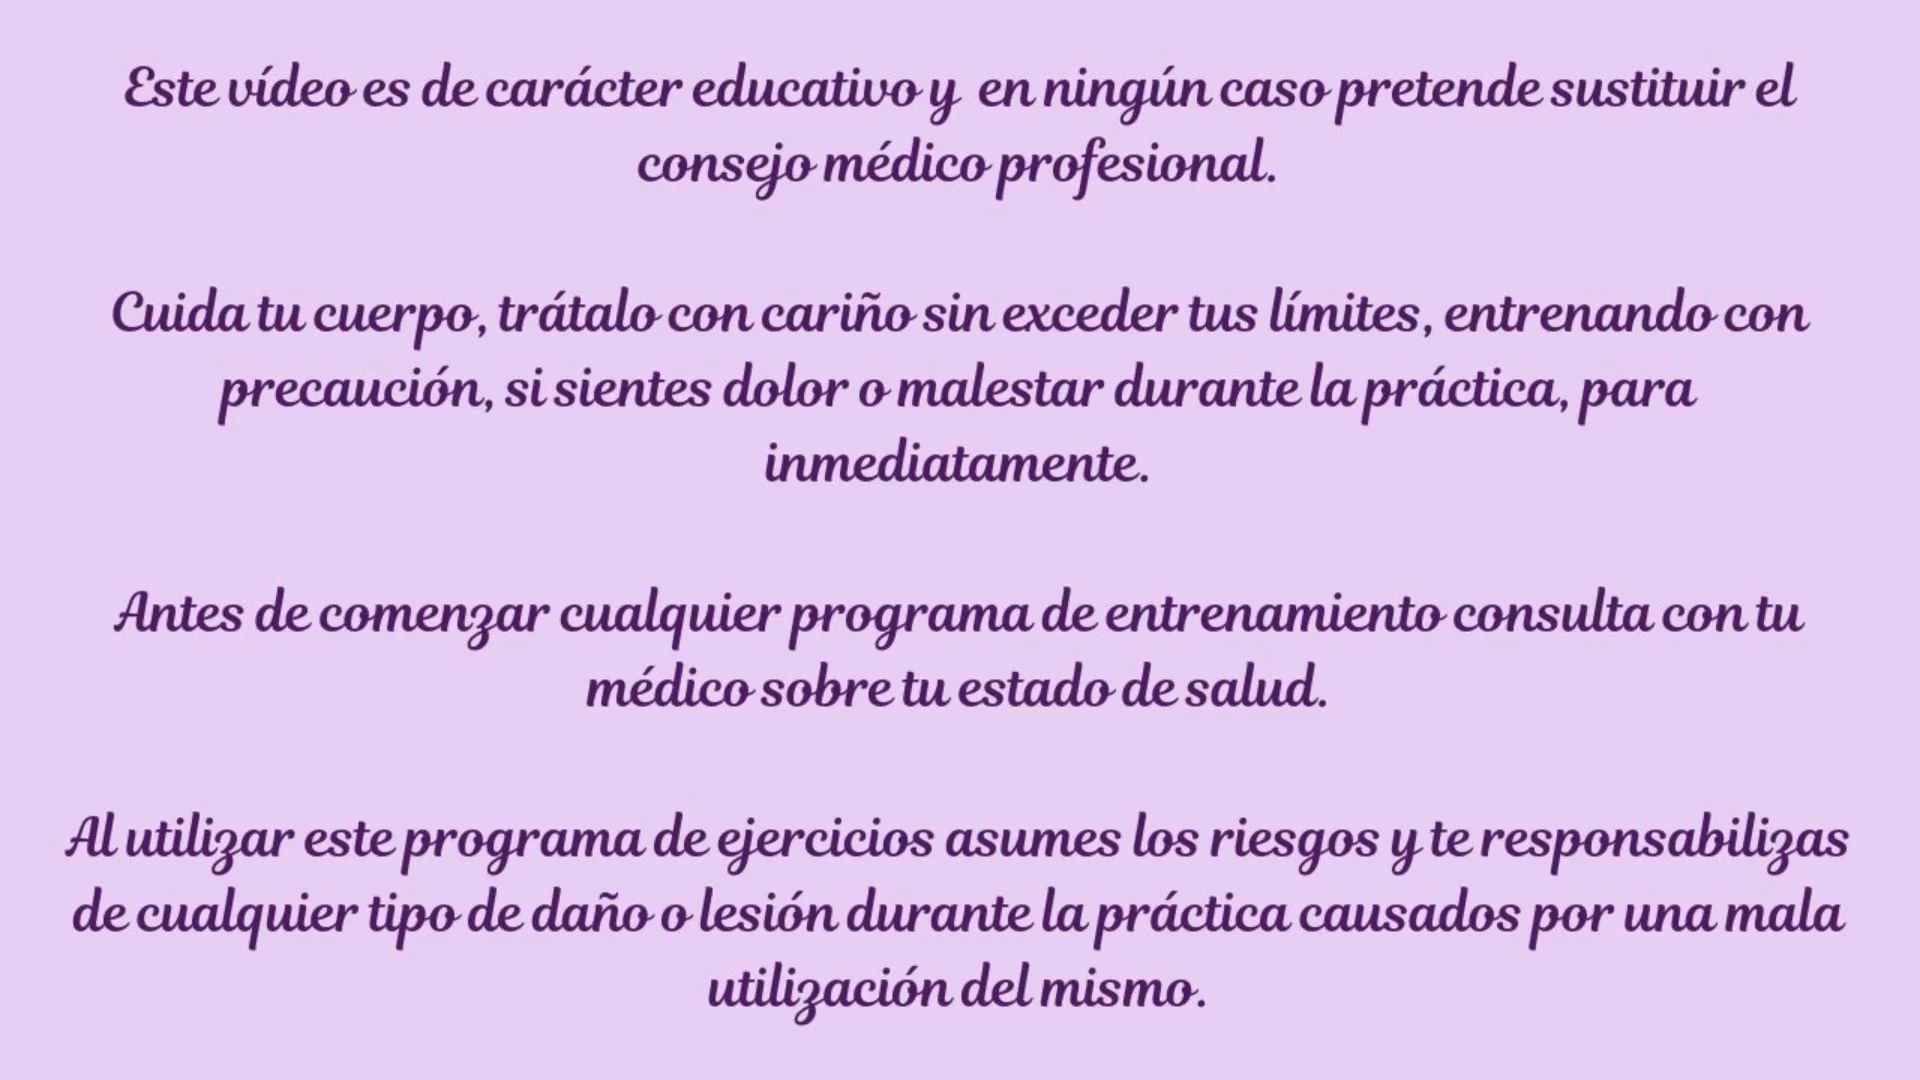 Este vídeo es de carácter educativo y en ningún caso pretende sustituir el
consejo médico profesional.
Cuida tu cuerpo, trátalo con cariño sin exceder tus límites, entrenando con
precaución, si sientes dolor o malestar durante la práctica, para
inmediatamente.
Antes de comenzar cualquier programa de entrenamiento consulta con tu
médico sobre tu estado de salud.
Al utilizar este programa de ejercicios asumes los riesgos y te responsabilizas
de cualquier tipo de daño o lesión durante la práctica causados por una mala
utilización del mismo.